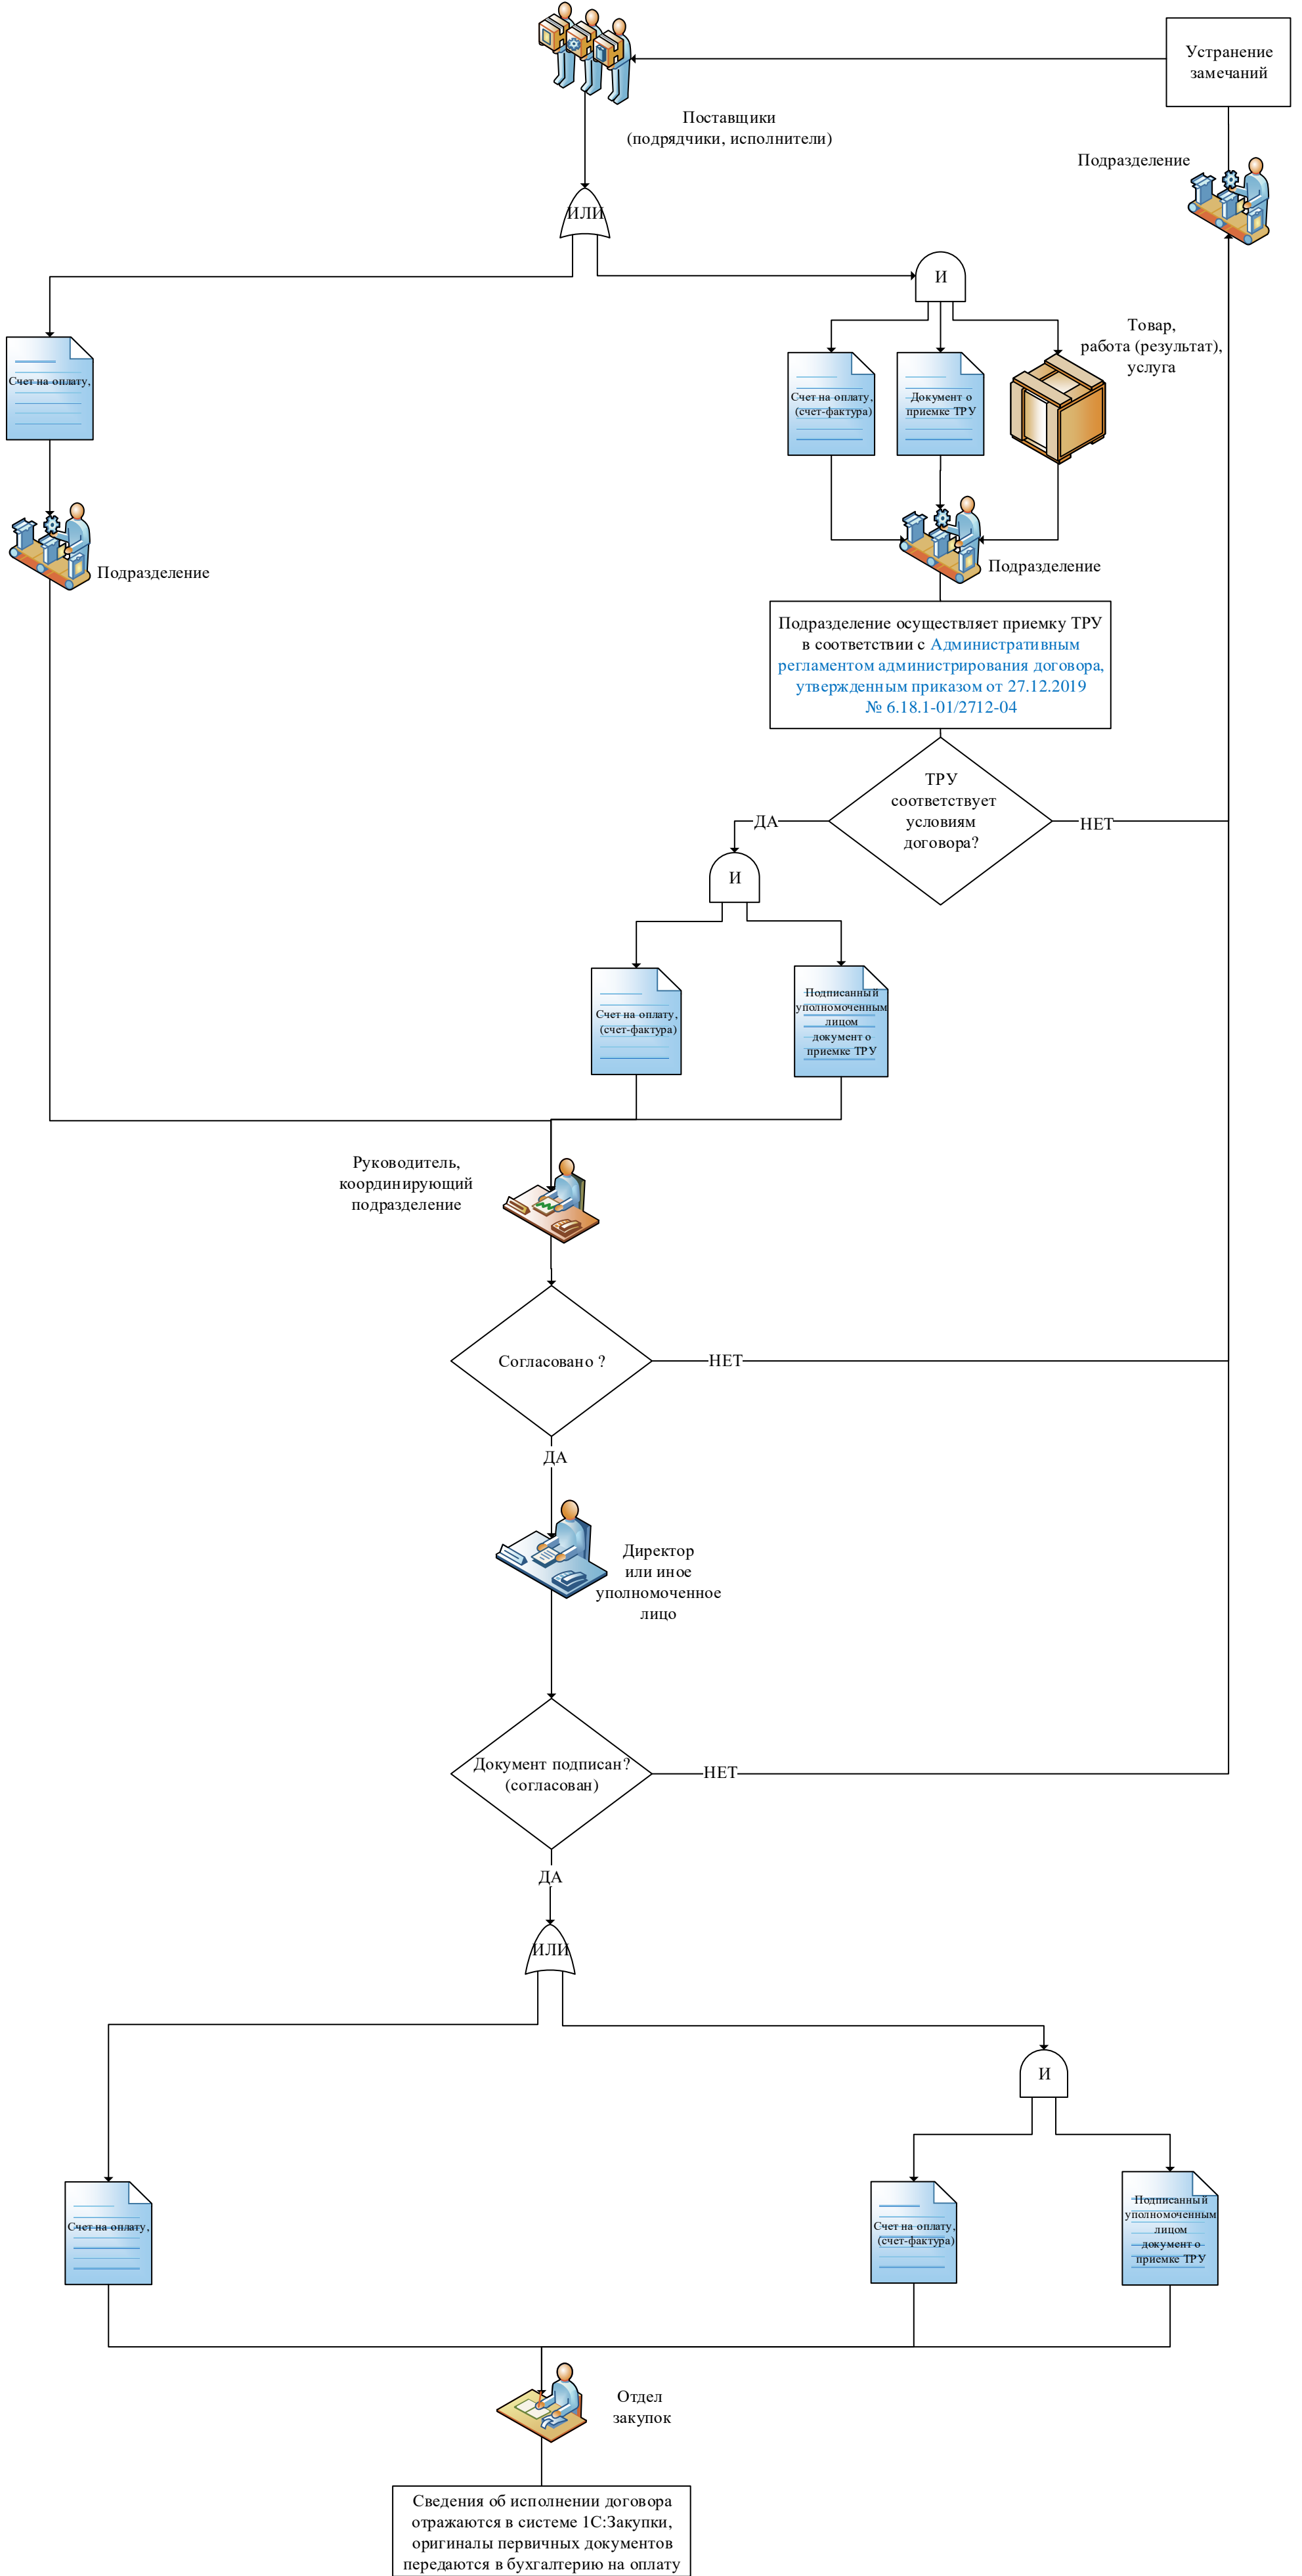 Устранение
замечаний
Поставщики
(подрядчики, исполнители)
Подразделение
ИЛИ
И
Товар,
работа (результат),
услуга
Счет на оплату,
Счет на оплату,
(счет-фактура)
Документ о
приемке ТРУ
Подразделение
Подразделение
Подразделение осуществляет приемку ТРУ
в соответствии с Административным
регламентом администрирования договора,
утвержденным приказом от 27.12.2019
№ 6.18.1-01/2712-04
ТРУ
соответствует
условиям
договора?
ДА
НЕТ
И
Счет на оплату,
(счет-фактура)
Подписанный
уполномоченным
лицом
документ о
приемке ТРУ
Руководитель,
координирующий
подразделение
Согласовано ?
НЕТ
ДА
Директор
или иное
уполномоченное
лицо
Документ подписан?
(согласован)
НЕТ
ДА
ИЛИ
И
Счет на оплату,
Счет на оплату,
(счет-фактура)
Подписанный
уполномоченным
лицом
документ о
приемке ТРУ
Отдел
закупок
Сведения об исполнении договора
отражаются в системе 1С:Закупки,
оригиналы первичных документов
передаются в бухгалтерию на оплату